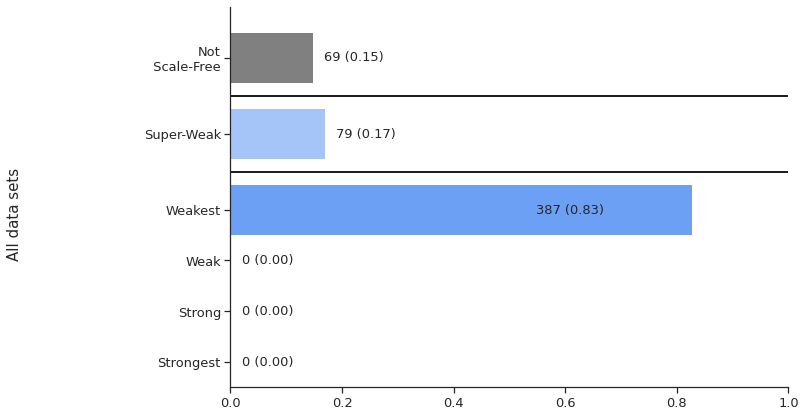 All data sets
Not
Scale-Free
69 (0.15)
Super-Weak
79 (0.17)
Weakest
387 (0.83)
Weak
0 (0.00)
Strong
0 (0.00)
Strongest
0 (0.00)
0.0
0.2
0.4
0.6
0.8
1.0